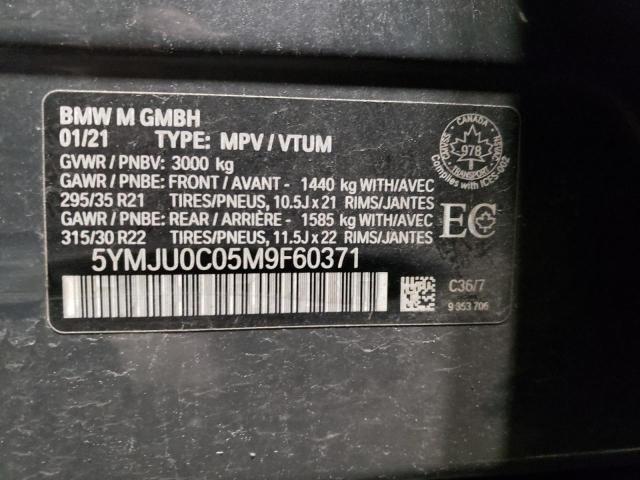 BMW M GMBH
01/21 TYPE: MPV / VTUM
GVWR / PNBV: 3000 kg
GAWR / PNBE: FRONT / AVANT - 1440 kg WITH/AVEC
295/35 R21 TIRES/PNEUS, 10.5J x 21 RIMS/JANTES
GAWR / PNBE: REAR / ARRIÈRE - 1585 kg WITH/AVEC
315/30 R22 TIRES/PNEUS, 11.5J x 22 RIMS/JANTES
5YMJU0C05M9F60371
CANADA
978
TRANSPORT
Complies with ICES-002
EC
C36/7
9 353 706